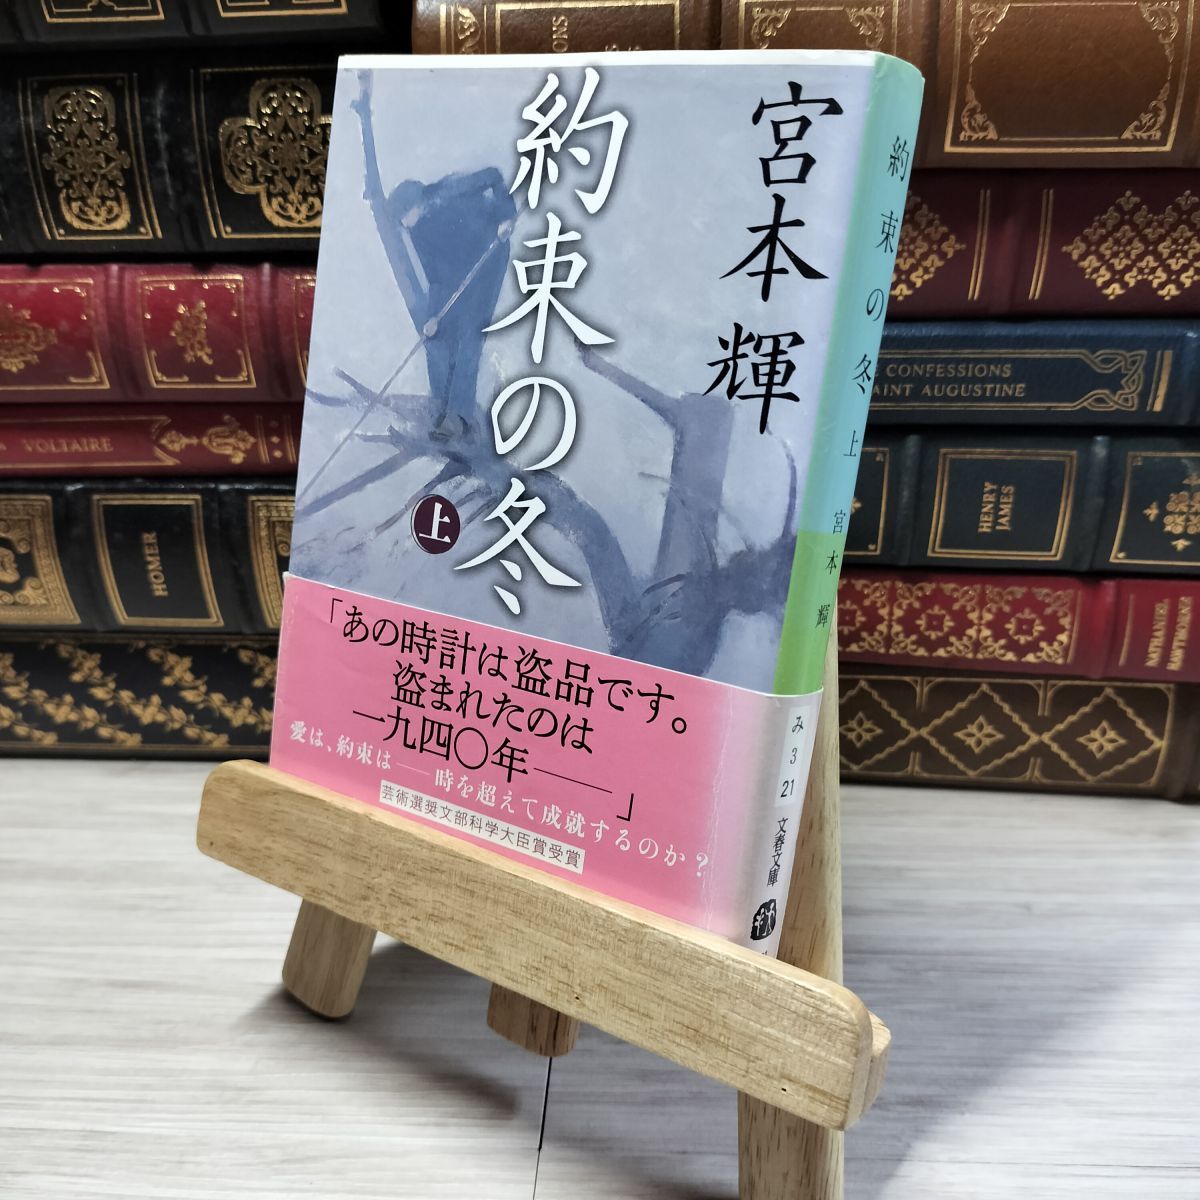 約束の冬
上
宮本輝
「あの時計は盗品です。
盗まれたのは
一九四〇年――」
愛は、約束は――時を超えて成就するのか?
芸術選奨文部科学大臣賞受賞
約束の冬 上 宮本輝
み
3
21
文春文庫
VOLTAIRE
HOMER
CONFESSIONS
AINT AUGUSTINE
HENRY
JAMES
NATHANIEL
HAWTHORNE